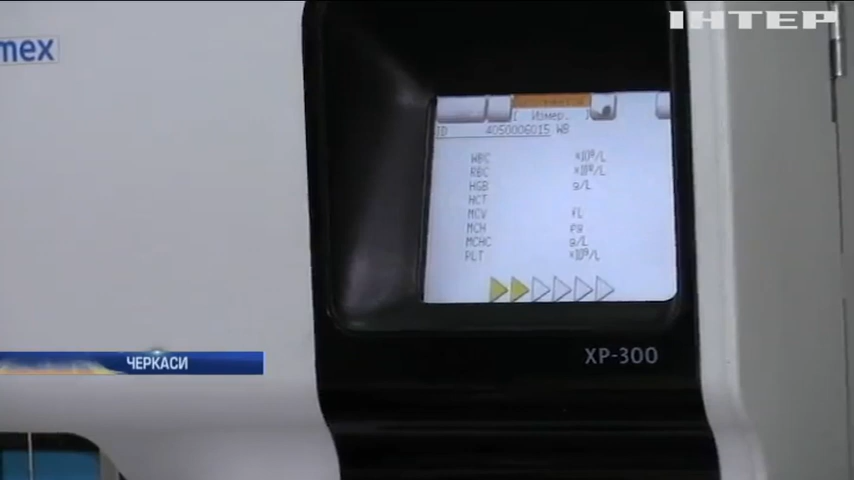 ІНТЕР
mex
[ Измер. ]
ID 4050006015 WB
WBC ×10⁹/L
RBC
HGB g/L
HCT
MCV fL
MCH pg
MCHC g/L
PLT ×10⁹/L
XP-300
ЧЕРКАСИ